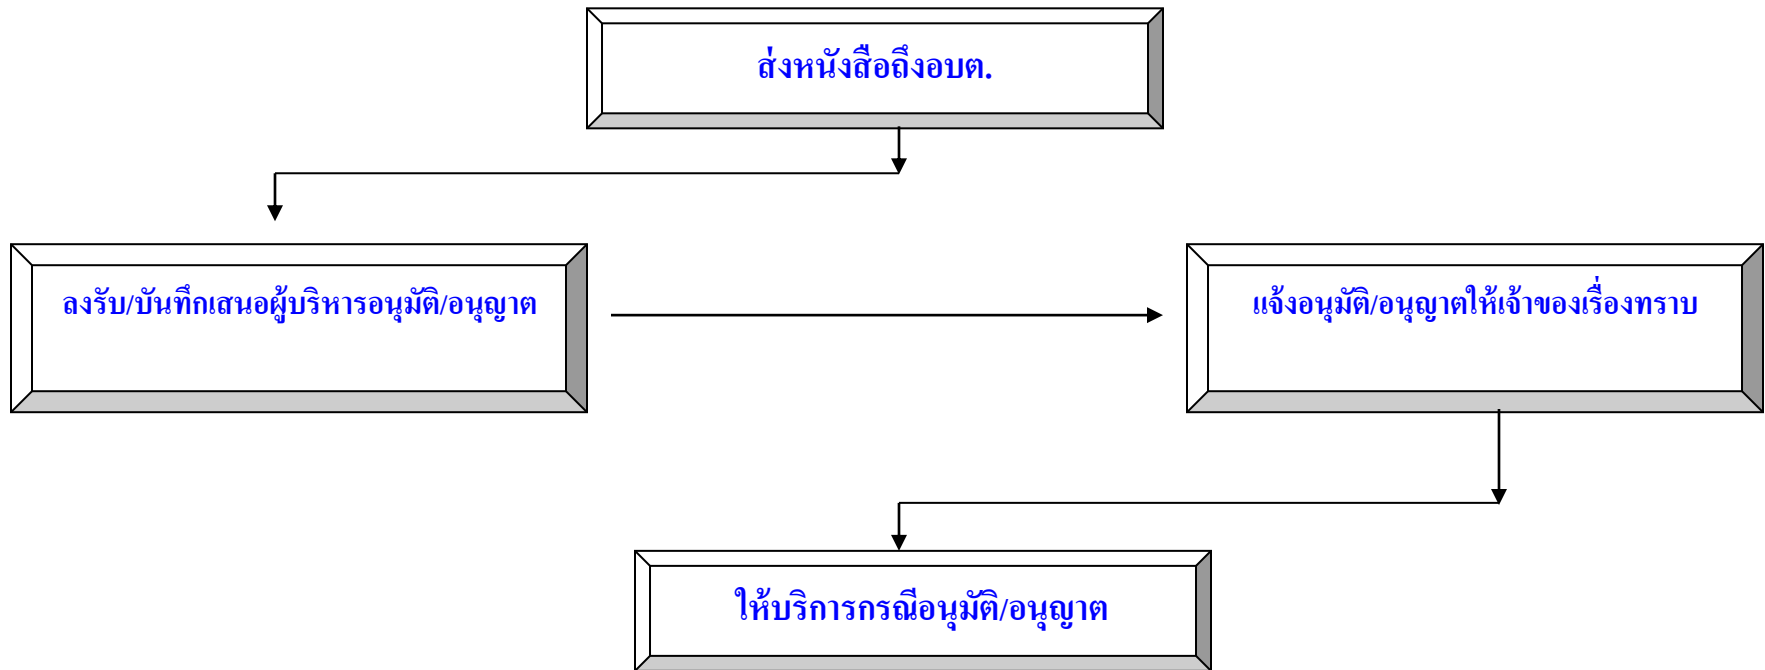 ส่งหนังสือถึงอบต.
ลงรับ/บันทึกเสนอผู้บริหารอนุมัติ/อนุญาต
แจ้งอนุมัติ/อนุญาตให้เจ้าของเรื่องทราบ
ให้บริการกรณีอนุมัติ/อนุญาต